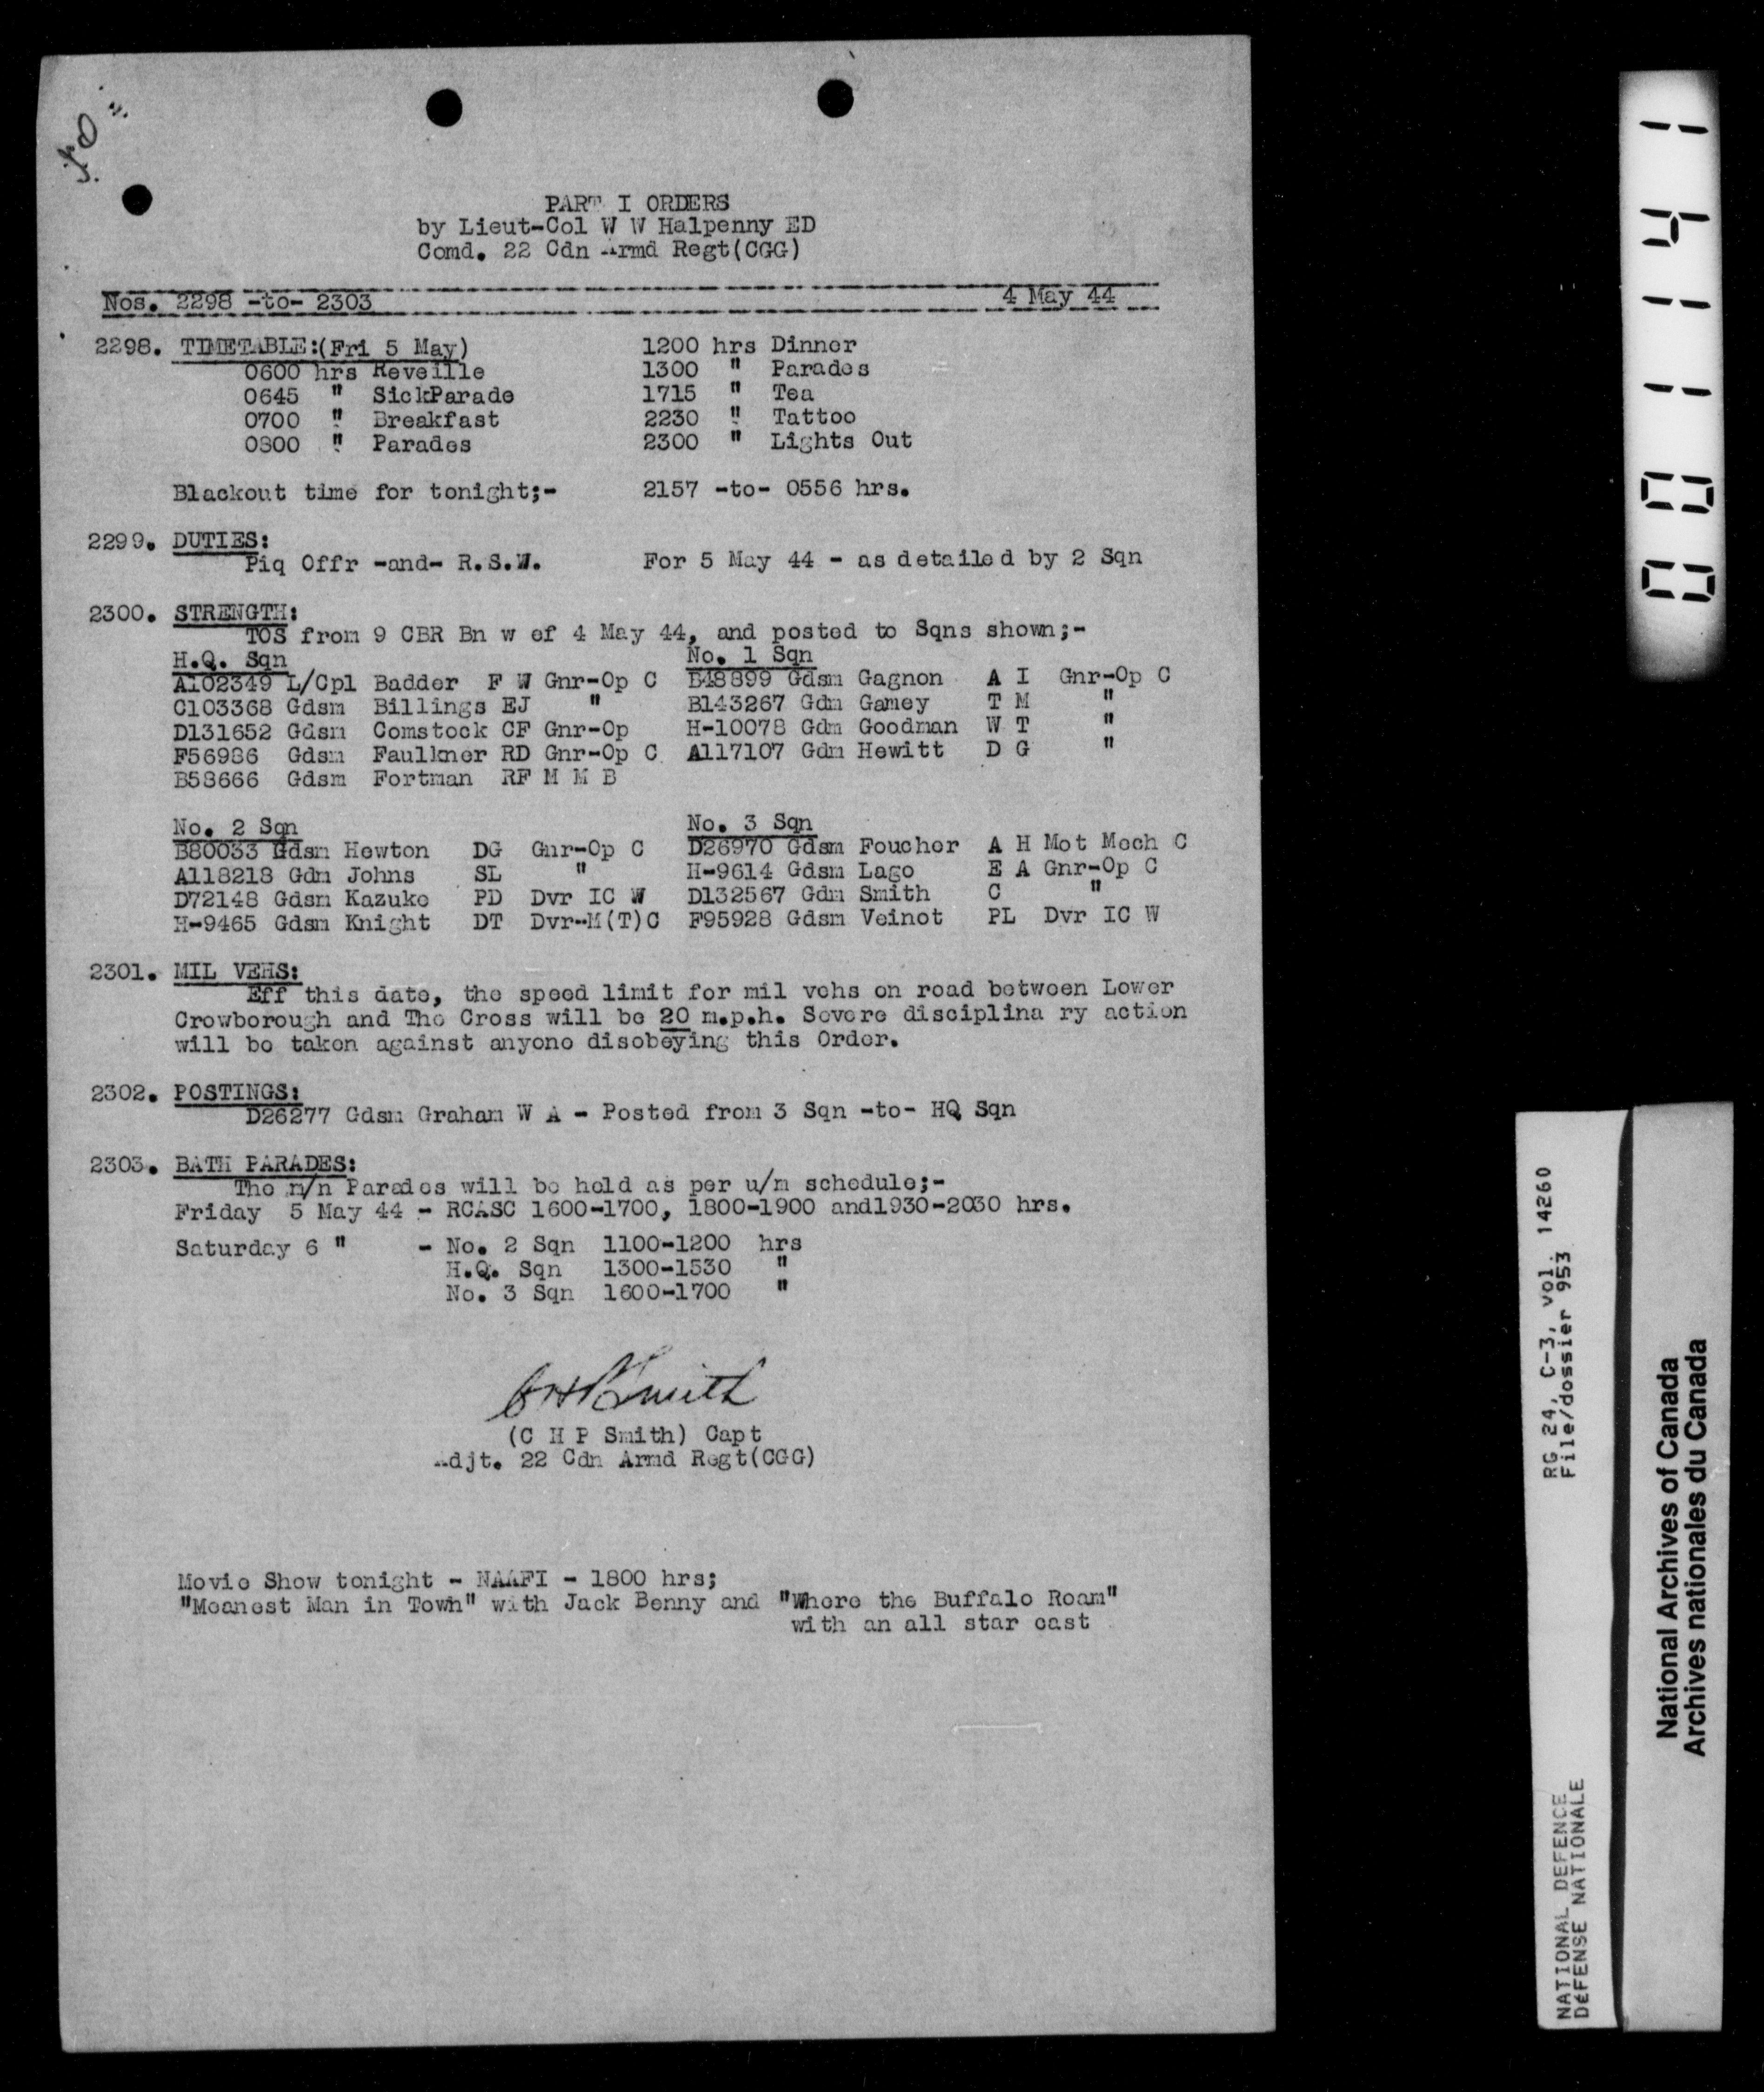 PART I ORDERS
by Lieut-Col W W Halpenny ED
Comd. 22 Cdn Armd Regt(CGG)
Nos. 2298 -to- 2303 4 May 44
2298. TIMETABLE:(Fri 5 May) 1200 hrs Dinner
0600 hrs Reveille 1300 " Parades
0645 " SickParade 1715 " Tea
0700 " Breakfast 2230 " Tattoo
0800 " Parades 2300 " Lights Out
Blackout time for tonight;- 2157 -to- 0556 hrs.
2299. DUTIES:
Piq Offr -and- R.S.W. For 5 May 44 - as detailed by 2 Sqn
2300. STRENGTH:
TOS from 9 CBR Bn w ef 4 May 44, and posted to Sqns shown;-
H.Q. Sqn No. 1 Sqn
A102349 L/Cpl Badder F W Gnr-Op C B48899 Gdsm Gagnon A I Gnr-Op C
C103368 Gdsm Billings EJ " B143267 Gdm Gamey T M "
D131652 Gdsm Comstock CF Gnr-Op H-10078 Gdm Goodman W T "
F56986 Gdsm Faulkner RD Gnr-Op C A117107 Gdm Hewitt D G "
B58666 Gdsm Fortman RF M M B
No. 2 Sqn No. 3 Sqn
B80033 Gdsm Hewton DG Gnr-Op C D26970 Gdsm Foucher A H Mot Mech C
A118218 Gdm Johns SL " H-9614 Gdsm Lago E A Gnr-Op C
D72148 Gdsm Kazuke PD Dvr IC W D132567 Gdm Smith C "
H-9465 Gdsm Knight DT Dvr-M(T)C F95928 Gdsm Veinot PL Dvr IC W
2301. MIL VEHS:
Eff this date, the speed limit for mil vehs on road between Lower
Crowborough and The Cross will be 20 m.p.h. Severe disciplina ry action
will be taken against anyone disobeying this Order.
2302. POSTINGS:
D26277 Gdsm Graham W A - Posted from 3 Sqn -to- HQ Sqn
2303. BATH PARADES:
The m/n Parades will be held as per u/m schedule;-
Friday 5 May 44 - RCASC 1600-1700, 1800-1900 and1930-2030 hrs.
Saturday 6 " - No. 2 Sqn 1100-1200 hrs
H.Q. Sqn 1300-1530 "
No. 3 Sqn 1600-1700 "
CHPSmith
(C H P Smith) Capt
Adjt. 22 Cdn Armd Regt(CGG)
Movie Show tonight - NAAFI - 1800 hrs;
"Meanest Man in Town" with Jack Benny and "Where the Buffalo Roam"
with an all star cast
001141
RG 24, C-3, vol. 14260
File/dossier 953
NATIONAL DEFENCE
DÉFENSE NATIONALE
National Archives of Canada
Archives nationales du Canada